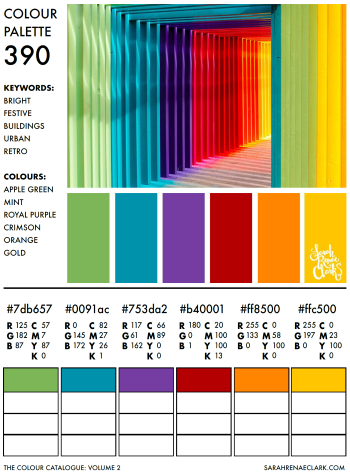 COLOUR
PALETTE
390
KEYWORDS:
BRIGHT
FESTIVE
BUILDINGS
URBAN
RETRO
COLOURS:
APPLE GREEN
MINT
ROYAL PURPLE
CRIMSON
ORANGE
GOLD
Sarah
Renae
Clark
#7db657 #0091ac #753da2 #b40001 #ff8500 #ffc500
R 125 C 57 R 0 C 82 R 117 C 66 R 180 C 20 R 255 C 0 R 255 C 0
G 182 M 7 G 145 M 27 G 61 M 89 G 0 M 100 G 133 M 58 G 197 M 23
B 87 Y 87 B 172 Y 26 B 162 Y 0 B 1 Y 100 B 0 Y 100 B 0 Y 100
K 0 K 1 K 0 K 13 K 0 K 0
THE COLOUR CATALOGUE: VOLUME 2 SARAHRENAECLARK.COM